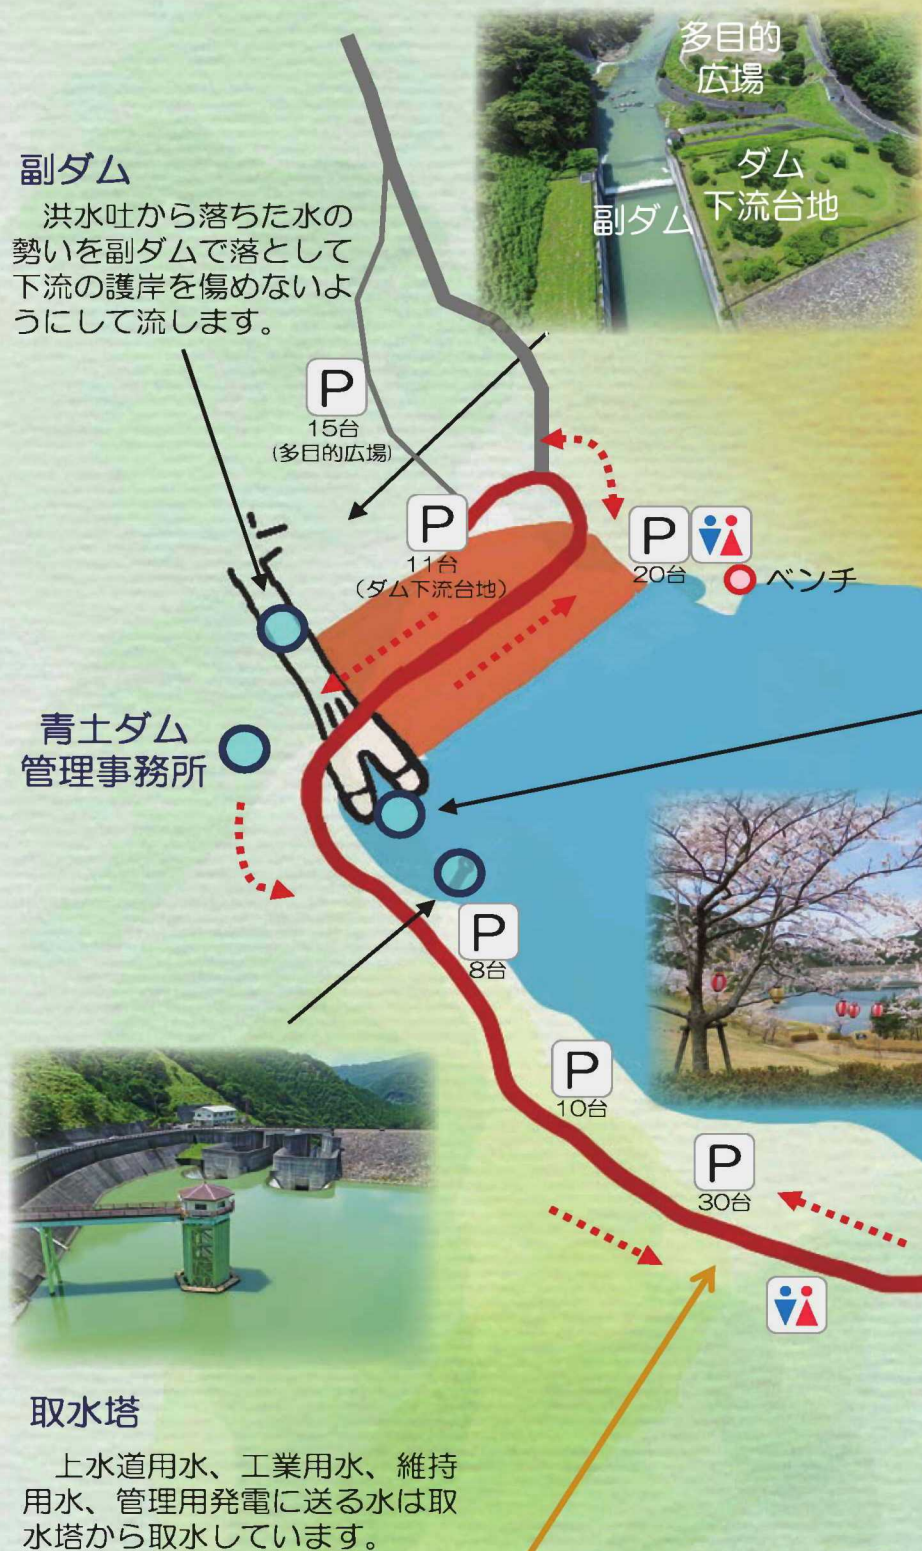 多目的
広場
ダム
下流台地
副ダム
副ダム
洪水吐から落ちた水の
勢いを副ダムで落として
下流の護岸を傷めないよ
うにして流します。
P
15台
(多目的広場)
P
11台
(ダム下流台地)
P
20台
ベンチ
青土ダム
管理事務所
P
8台
P
10台
P
30台
取水塔
上水道用水、工業用水、維持
用水、管理用発電に送る水は取
水塔から取水しています。